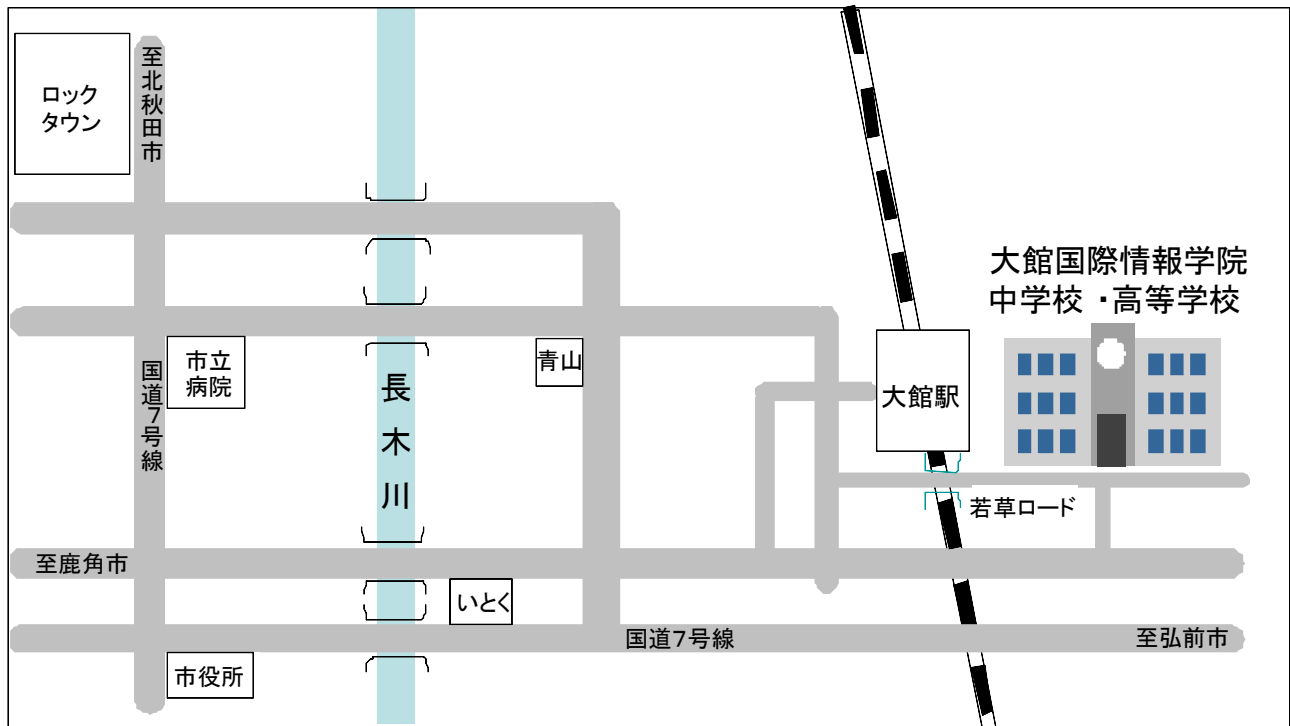 ロック
タウン
至北秋田市
大館国際情報学院
中学校・高等学校
市立
病院
国道7号線
青山
長木川
大館駅
若草ロード
至鹿角市
いとく
国道7号線
至弘前市
市役所